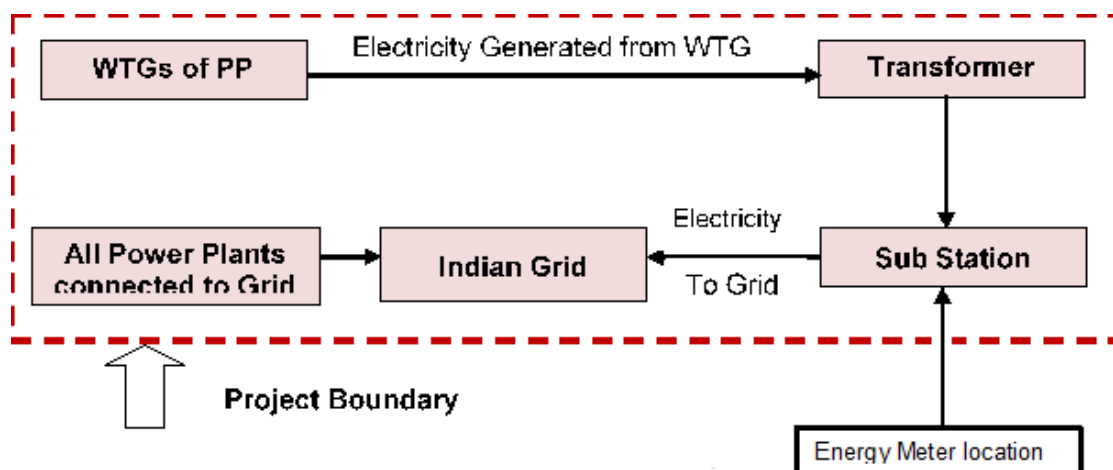 Electricity Generated from WTG
WTGs of PP
Transformer
Electricity
To Grid
All Power Plants
connected to Grid
Indian Grid
Sub Station
Project Boundary
Energy Meter location